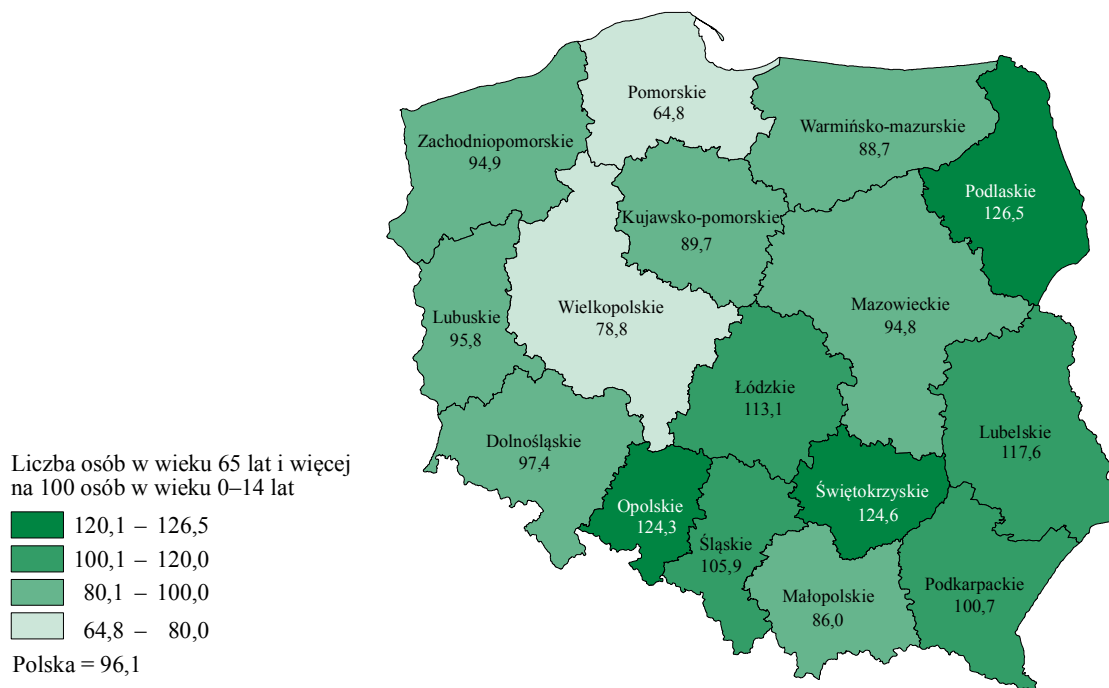 Pomorskie
64,8
Warmińsko-mazurskie
88,7
Zachodniopomorskie
94,9
Podlaskie
126,5
Kujawsko-pomorskie
89,7
Wielkopolskie
78,8
Mazowieckie
94,8
Lubuskie
95,8
Łódzkie
113,1
Lubelskie
117,6
Dolnośląskie
97,4
Opolskie
124,3
Świętokrzyskie
124,6
Śląskie
105,9
Podkarpackie
100,7
Małopolskie
86,0
Liczba osób w wieku 65 lat i więcej
na 100 osób w wieku 0–14 lat
120,1 – 126,5
100,1 – 120,0
80,1 – 100,0
64,8 – 80,0
Polska = 96,1